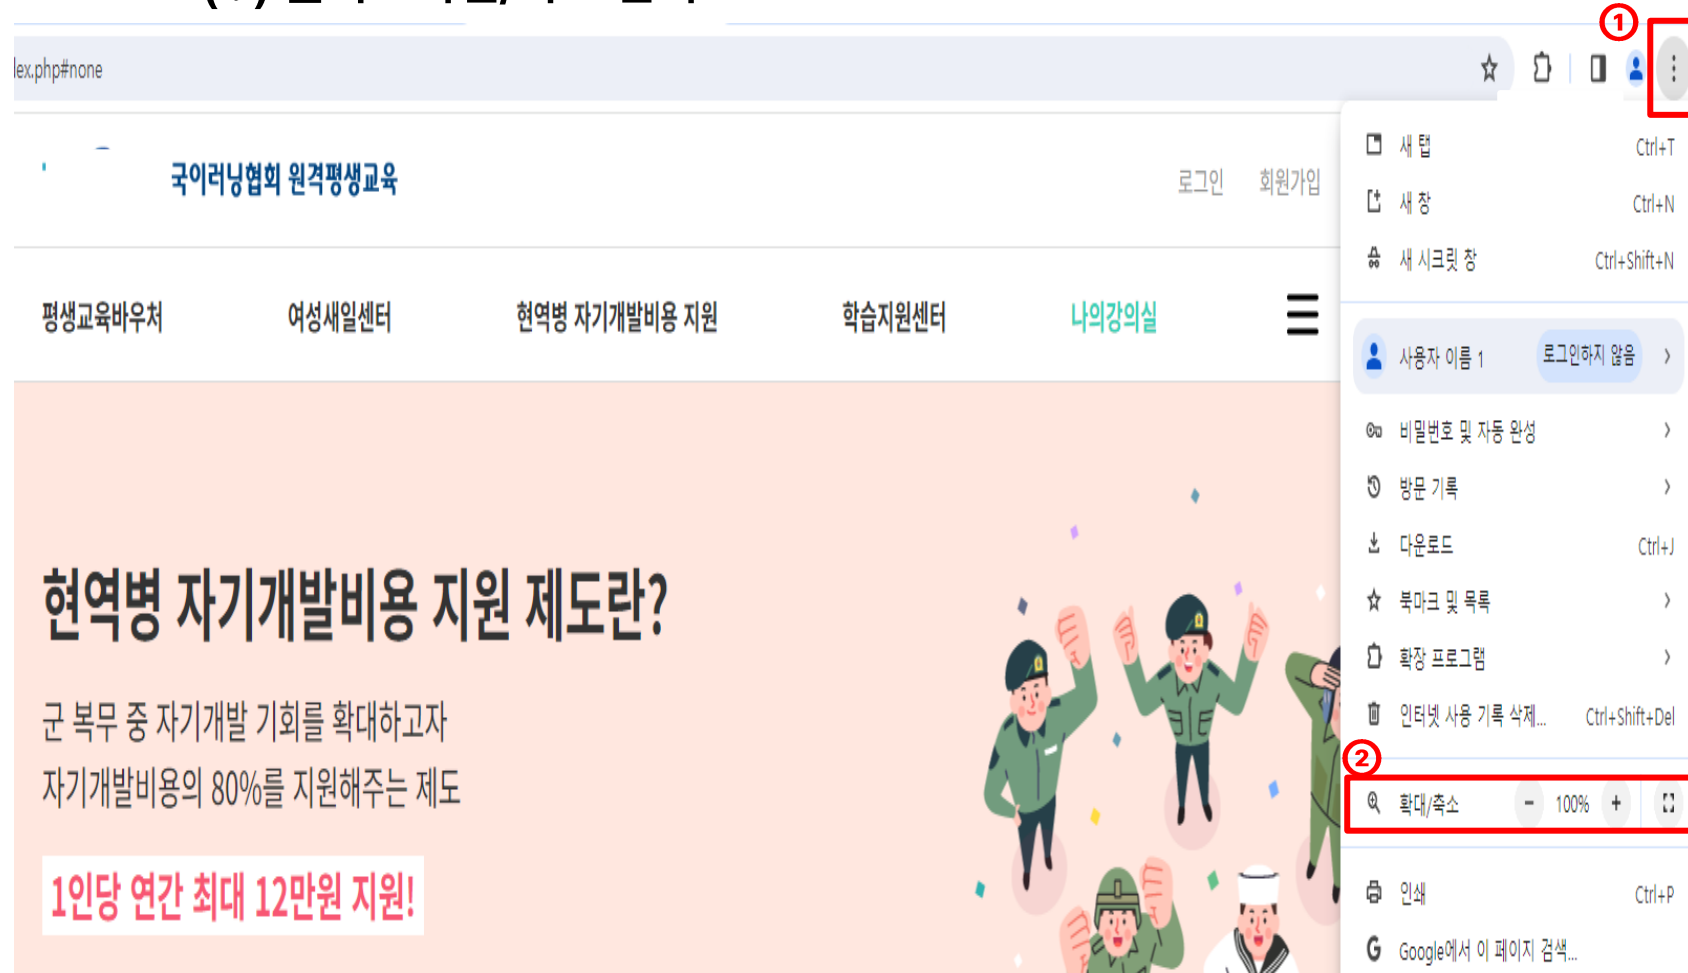 ①
lex.php#none
국이러닝협회 원격평생교육
로그인 회원가입
평생교육바우처 여성새일센터 현역병 자기개발비용 지원 학습지원센터 나의강의실
현역병 자기개발비용 지원 제도란?
군 복무 중 자기개발 기회를 확대하고자
자기개발비용의 80%를 지원해주는 제도
1인당 연간 최대 12만원 지원!
새 탭 Ctrl+T
새 창 Ctrl+N
새 시크릿 창 Ctrl+Shift+N
사용자 이름 1 로그인하지 않음
비밀번호 및 자동 완성
방문 기록
다운로드 Ctrl+J
북마크 및 목록
확장 프로그램
인터넷 사용 기록 삭제... Ctrl+Shift+Del
②
확대/축소 - 100% +
인쇄 Ctrl+P
G Google에서 이 페이지 검색...